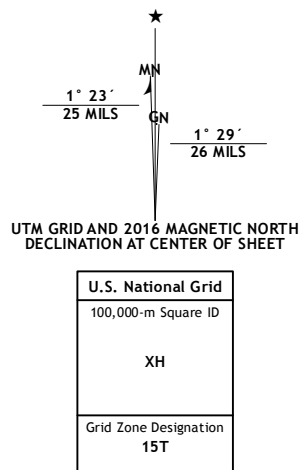 MN
1° 23´
25 MILS
GN
1° 29´
26 MILS
UTM GRID AND 2016 MAGNETIC NORTH
DECLINATION AT CENTER OF SHEET
U.S. National Grid
100,000-m Square ID
XH
Grid Zone Designation
15T